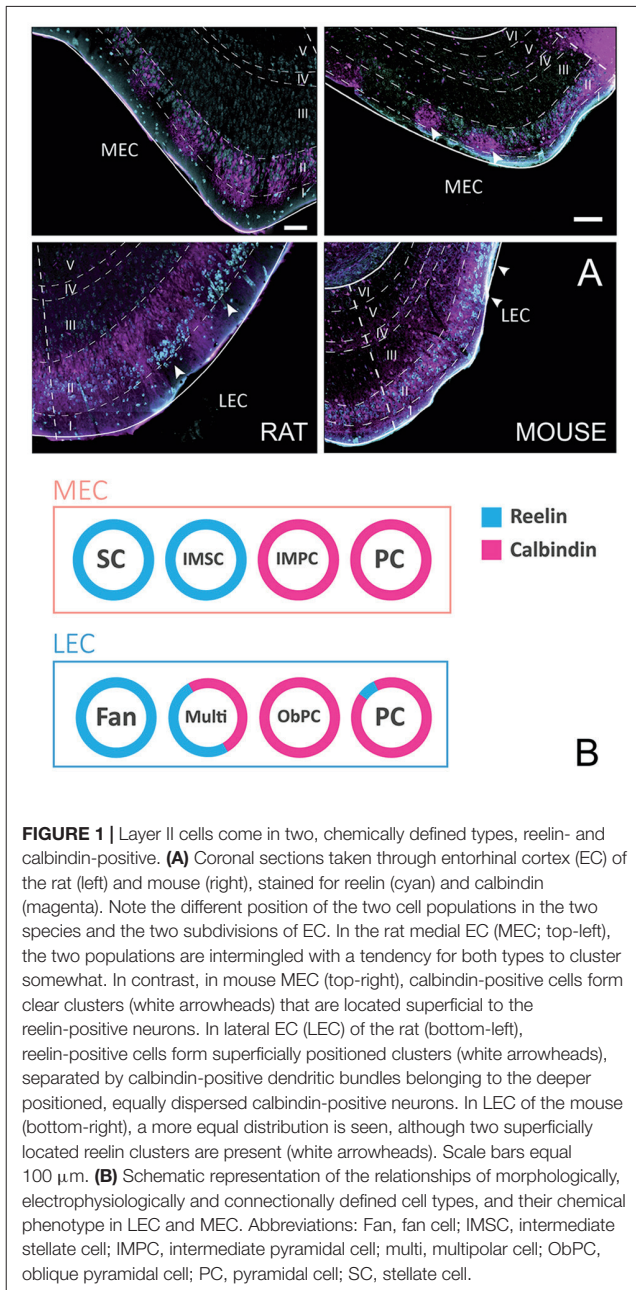 V
IV
III
II
I
MEC
VI
V
IV
III
II
MEC
V
IV
III
II
I
LEC
RAT
A
VI
V
IV
III
II
I
LEC
MOUSE
MEC
SC IMSC IMPC PC
Reelin
Calbindin
LEC
Fan Multi ObPC PC
B
FIGURE 1 | Layer II cells come in two, chemically defined types, reelin- and
calbindin-positive. (A) Coronal sections taken through entorhinal cortex (EC) of
the rat (left) and mouse (right), stained for reelin (cyan) and calbindin
(magenta). Note the different position of the two cell populations in the two
species and the two subdivisions of EC. In the rat medial EC (MEC; top-left),
the two populations are intermingled with a tendency for both types to cluster
somewhat. In contrast, in mouse MEC (top-right), calbindin-positive cells form
clear clusters (white arrowheads) that are located superficial to the
reelin-positive neurons. In lateral EC (LEC) of the rat (bottom-left),
reelin-positive cells form superficially positioned clusters (white arrowheads),
separated by calbindin-positive dendritic bundles belonging to the deeper
positioned, equally dispersed calbindin-positive neurons. In LEC of the mouse
(bottom-right), a more equal distribution is seen, although two superficially
located reelin clusters are present (white arrowheads). Scale bars equal
100 μm. (B) Schematic representation of the relationships of morphologically,
electrophysiologically and connectionally defined cell types, and their chemical
phenotype in LEC and MEC. Abbreviations: Fan, fan cell; IMSC, intermediate
stellate cell; IMPC, intermediate pyramidal cell; multi, multipolar cell; ObPC,
oblique pyramidal cell; PC, pyramidal cell; SC, stellate cell.